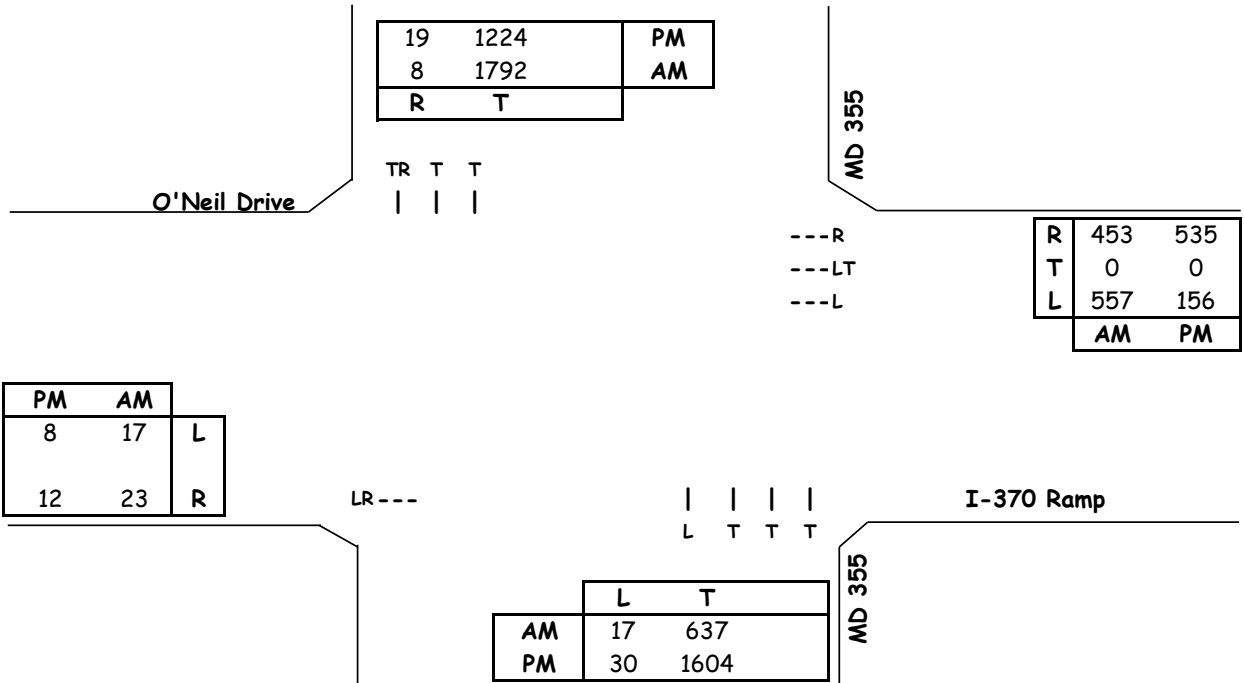 19 1224 PM
8 1792 AM
R T
MD 355
TR T T
| | |
O'Neil Drive
---R
---LT
---L
R 453 535
T 0 0
L 557 156
AM PM
PM AM
8 17 L
12 23 R
LR---
| | | |
L T T T
I-370 Ramp
MD 355
L T
AM 17 637
PM 30 1604